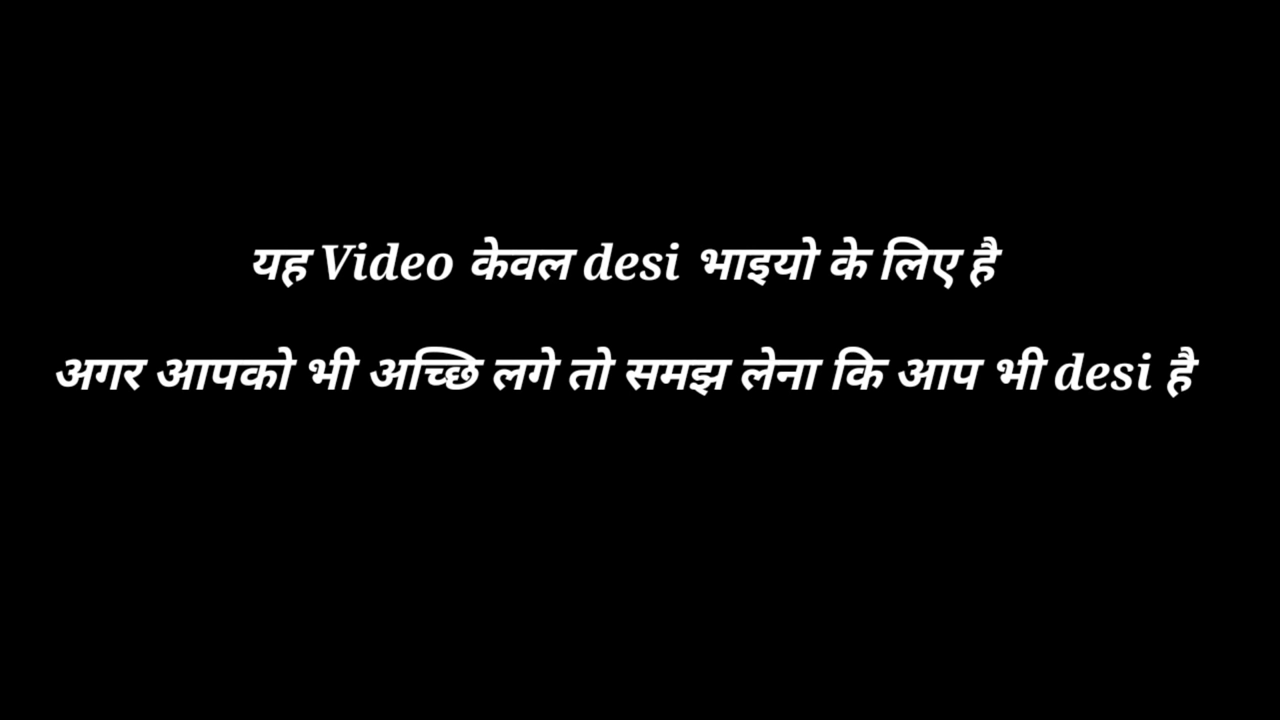 यह Video केवल desi भाइयो के लिए है
अगर आपको भी अच्छि लगे तो समझ लेना कि आप भी desi है